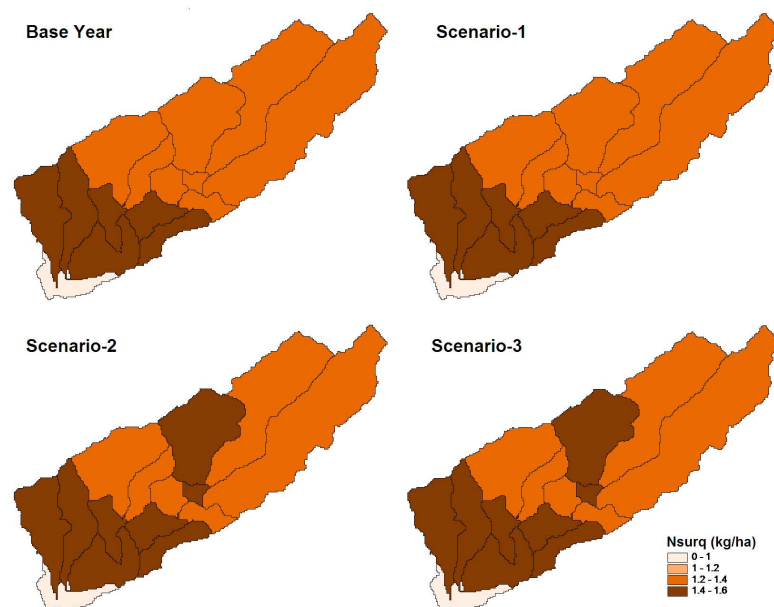 Base Year
Scenario-1
Scenario-2
Scenario-3
Nsurq (kg/ha)
0 - 1
1 - 1.2
1.2 - 1.4
1.4 - 1.6